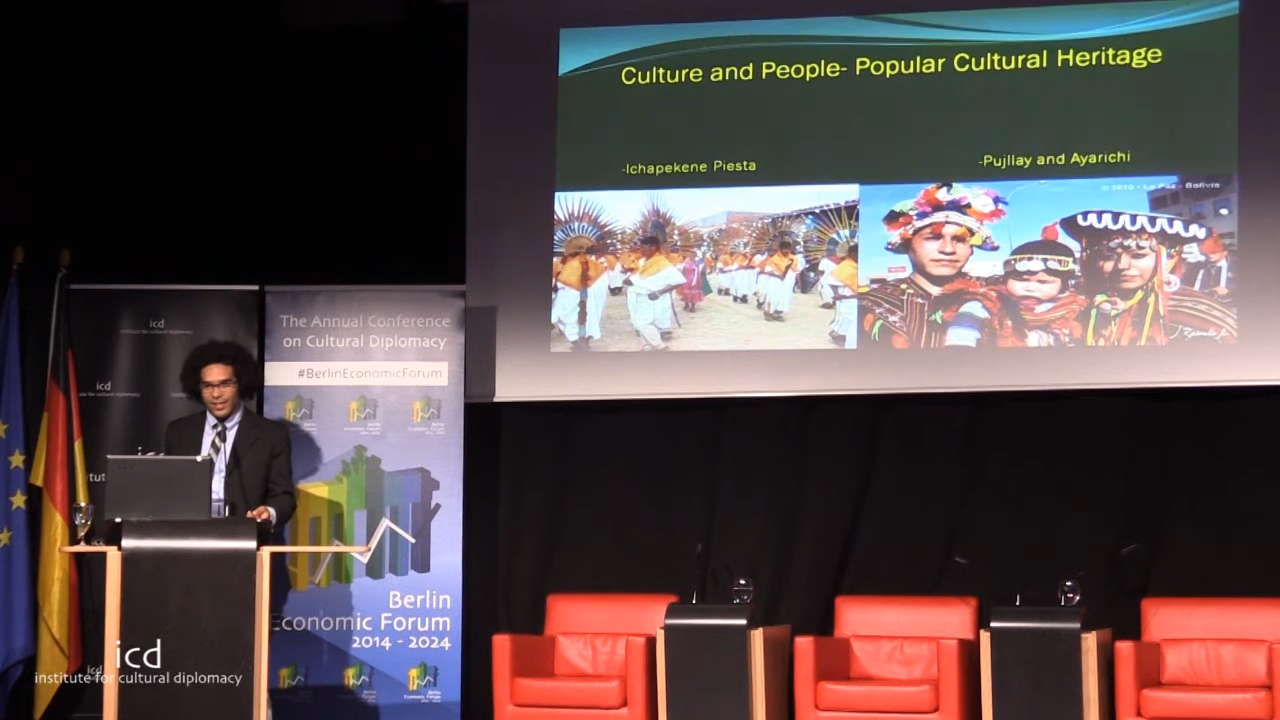 Culture and People- Popular Cultural Heritage
-Ichapekene Piesta
-Pujllay and Ayarichi
© 2010 - La Paz - Bolivia
icd
institute for cultural diplomacy
icd
The Annual Conference
on Cultural Diplomacy
#BerlinEconomicForum
Berlin
Economic Forum
2014 - 2024
icd
institute for cultural diplomacy